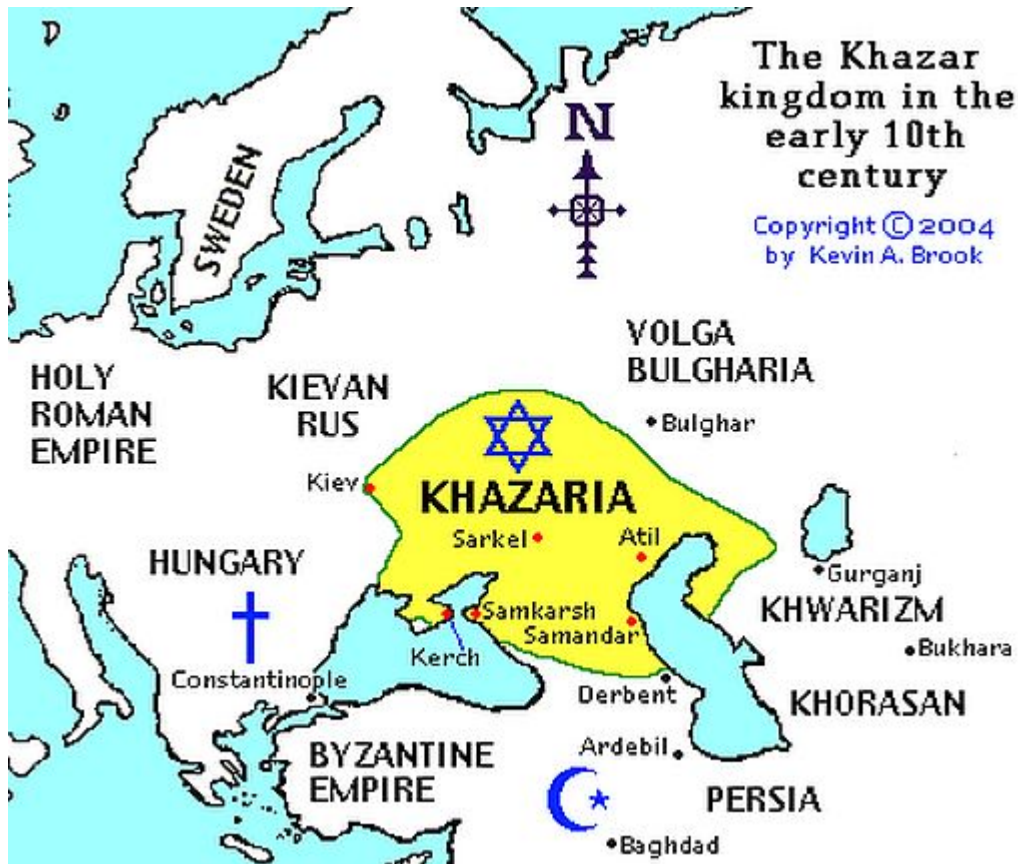 The Khazar
kingdom in the
early 10th
century
Copyright © 2004
by Kevin A. Brook
N
SWEDEN
VOLGA
BULGHARIA
HOLY
ROMAN
EMPIRE
KIEVAN
RUS
Bulghar
Kiev
KHAZARIA
Sarkel
Atil
HUNGARY
Gurganj
KHWARIZM
Samkarsh
Samandar
Kerch
Bukhara
Constantinople
Derbent
KHORASAN
BYZANTINE
EMPIRE
Ardebil
PERSIA
Baghdad